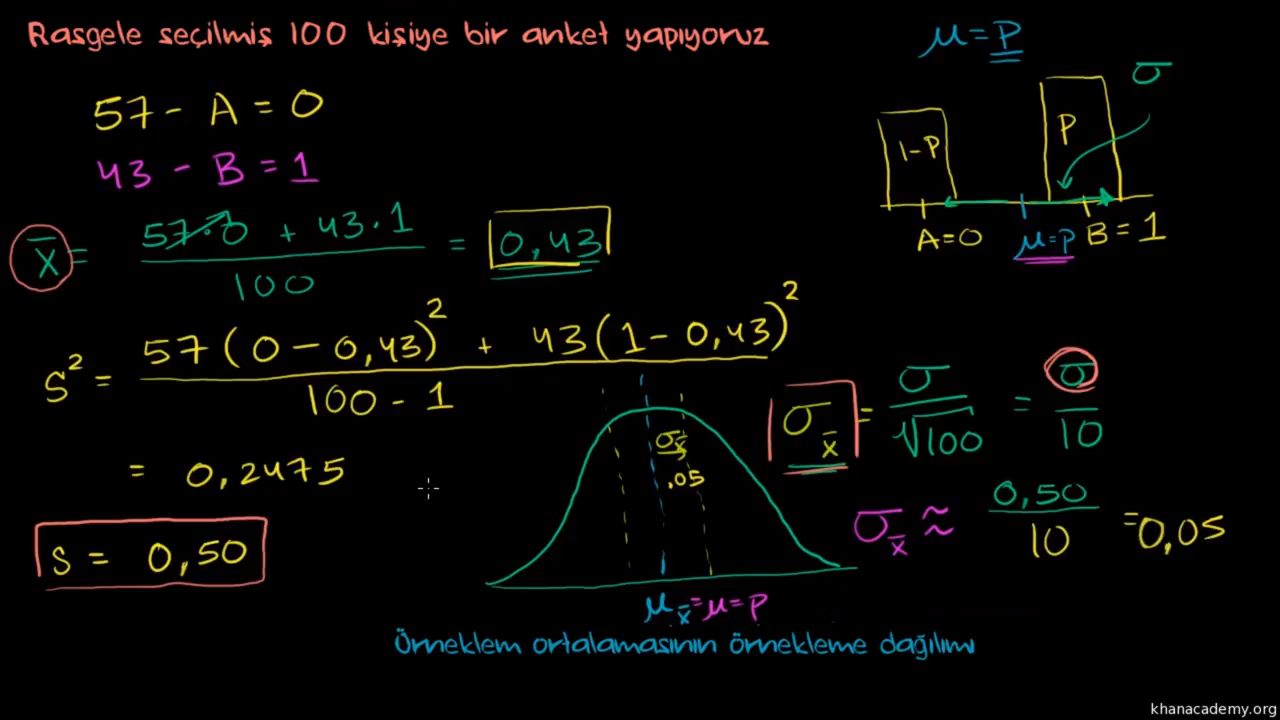 Rasgele seçilmiş 100 kişiye bir anket yapıyoruz
μ = P
σ
57 - A = 0
1-P
P
43 - B = 1
A=0
μ=p
B = 1
x̄ = (57·0 + 43·1) / 100 = 0,43
S² = (57(0 - 0,43)² + 43(1 - 0,43)²) / (100 - 1)
σx̄ = σ / √100 = σ / 10
σx̄
.05
= 0,2475
σx̄ ≈ 0,50 / 10 = 0,05
S = 0,50
μx̄ = μ = P
Örneklem ortalamasının örnekleme dağılımı
khanacademy.org